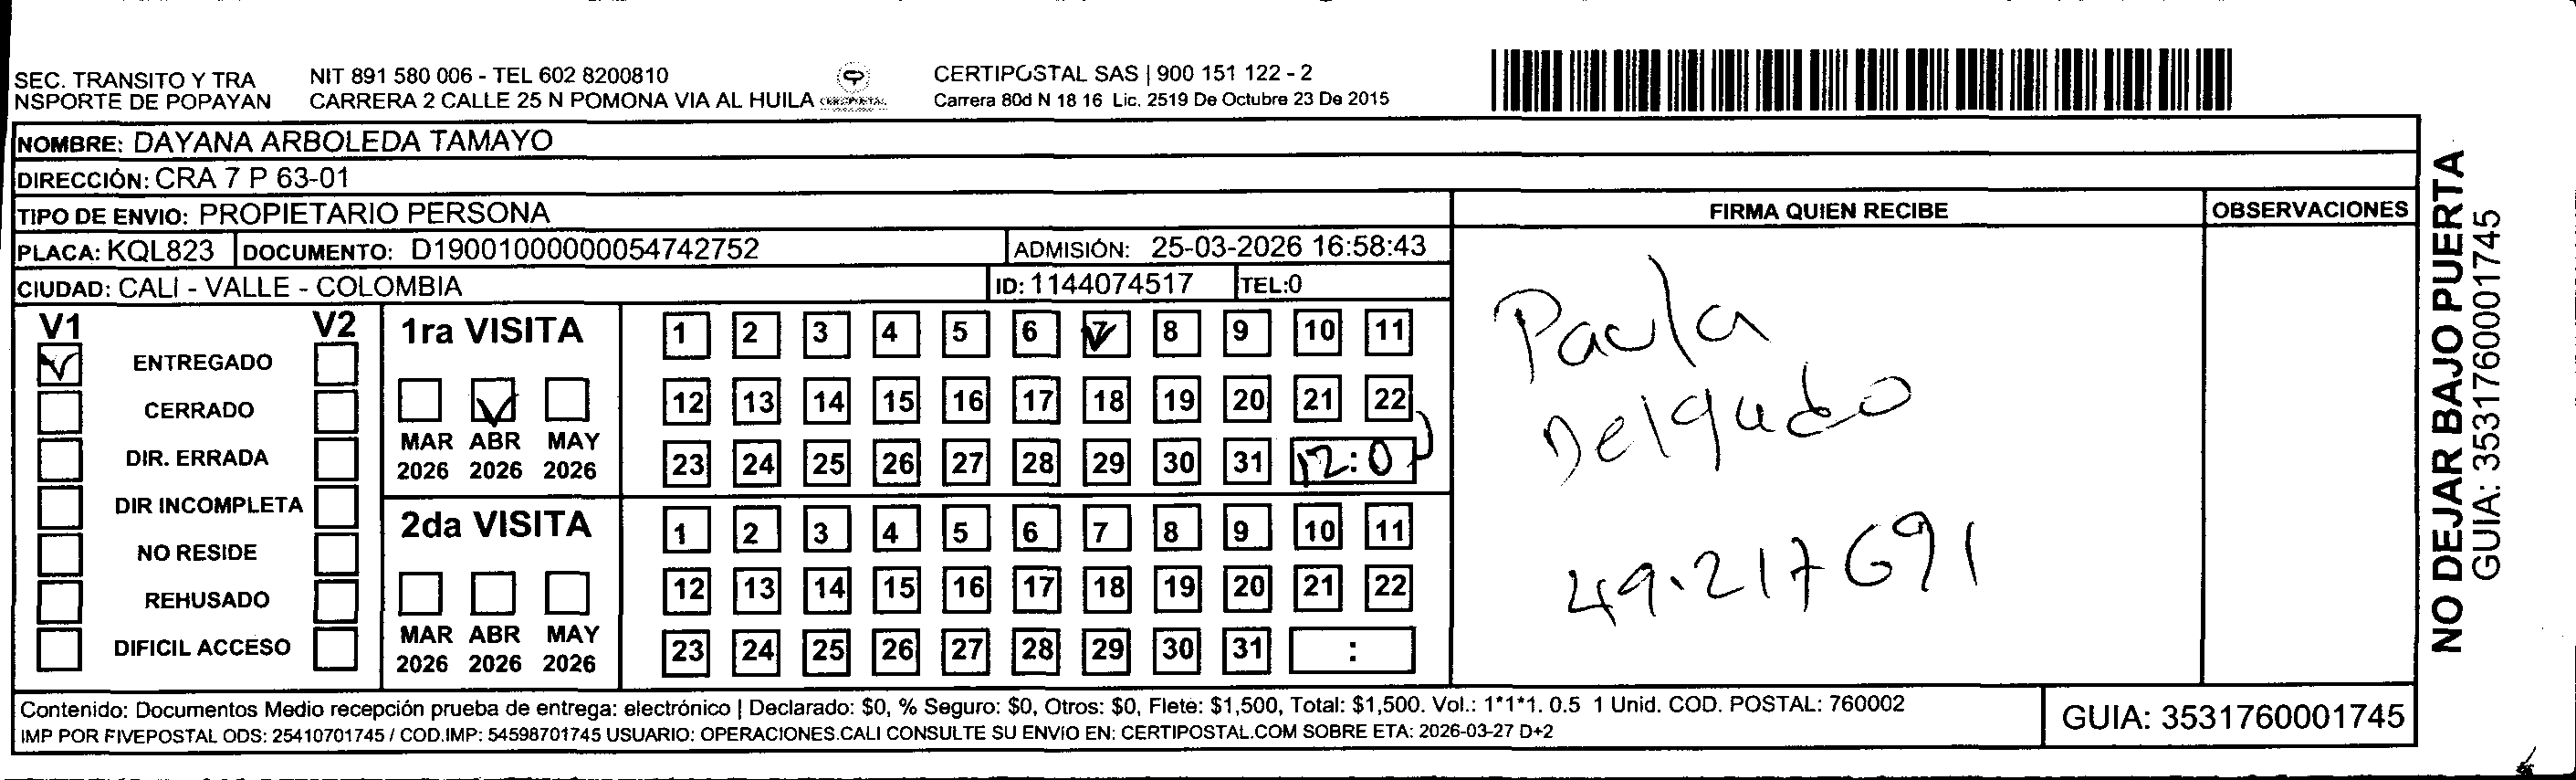 SEC. TRANSITO Y TRA
NSPORTE DE POPAYAN
NIT 891 580 006 - TEL 602 8200810
CARRERA 2 CALLE 25 N POMONA VIA AL HUILA
CERTIPOSTAL
CERTIPOSTAL SAS | 900 151 122 - 2
Carrera 80d N 18 16 Lic. 2519 De Octubre 23 De 2015
NOMBRE: DAYANA ARBOLEDA TAMAYO
DIRECCIÓN: CRA 7 P 63-01
TIPO DE ENVIO: PROPIETARIO PERSONA
PLACA: KQL823 DOCUMENTO: D19001000000054742752 ADMISIÓN: 25-03-2026 16:58:43
CIUDAD: CALI - VALLE - COLOMBIA ID: 1144074517 TEL:0
V1 V2
ENTREGADO
CERRADO
DIR. ERRADA
DIR INCOMPLETA
NO RESIDE
REHUSADO
DIFICIL ACCESO
1ra VISITA
MAR ABR MAY
2026 2026 2026
1 2 3 4 5 6 7 8 9 10 11
12 13 14 15 16 17 18 19 20 21 22
23 24 25 26 27 28 29 30 31 12:0
2da VISITA
MAR ABR MAY
2026 2026 2026
1 2 3 4 5 6 7 8 9 10 11
12 13 14 15 16 17 18 19 20 21 22
23 24 25 26 27 28 29 30 31 :
FIRMA QUIEN RECIBE
Paula
Delgado
49.217691
OBSERVACIONES
NO DEJAR BAJO PUERTA
GUIA: 3531760001745
Contenido: Documentos Medio recepción prueba de entrega: electrónico | Declarado: $0, % Seguro: $0, Otros: $0, Flete: $1,500, Total: $1,500. Vol.: 1*1*1. 0.5 1 Unid. COD. POSTAL: 760002
IMP POR FIVEPOSTAL ODS: 25410701745 / COD.IMP: 54598701745 USUARIO: OPERACIONES.CALI CONSULTE SU ENVIO EN: CERTIPOSTAL.COM SOBRE ETA: 2026-03-27 D+2
GUIA: 3531760001745